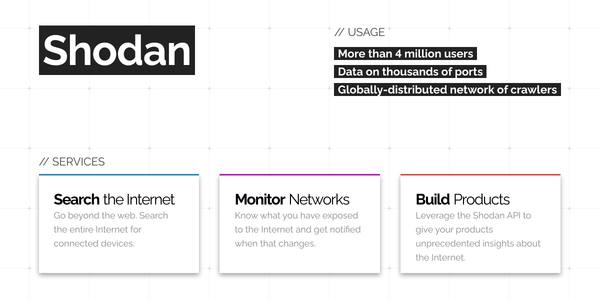 Shodan
// USAGE
More than 4 million users
Data on thousands of ports
Globally-distributed network of crawlers
// SERVICES
Search the Internet
Go beyond the web. Search
the entire Internet for
connected devices.
Monitor Networks
Know what you have exposed
to the Internet and get notified
when that changes.
Build Products
Leverage the Shodan API to
give your products
unprecedented insights about
the Internet.